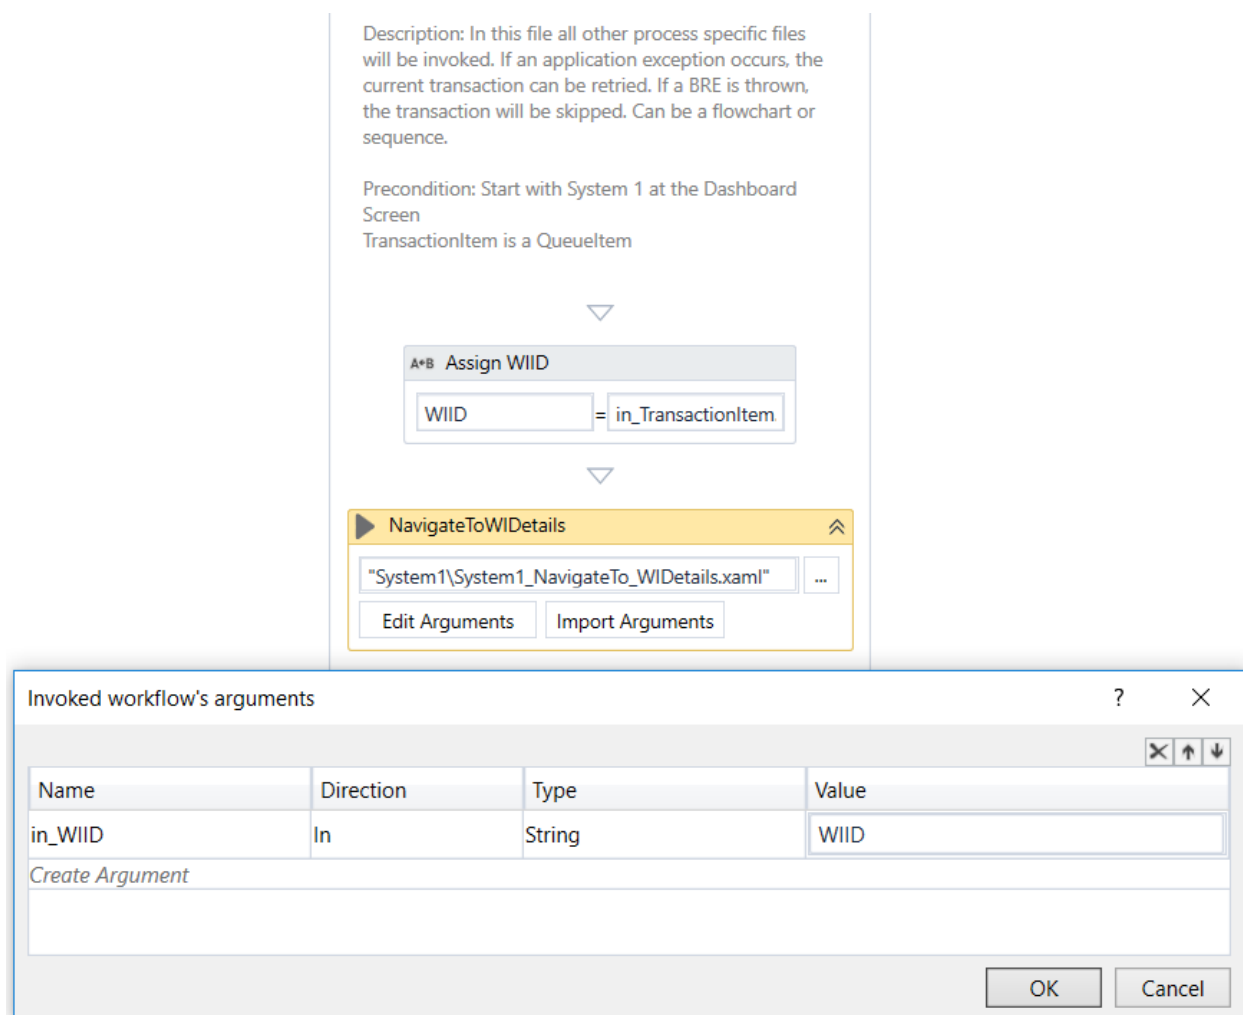 Description: In this file all other process specific files
will be invoked. If an application exception occurs, the
current transaction can be retried. If a BRE is thrown,
the transaction will be skipped. Can be a flowchart or
sequence.
Precondition: Start with System 1 at the Dashboard
Screen
TransactionItem is a QueueItem
A+B Assign WIID
WIID = in_TransactionItem.
NavigateToWIDetails
"System1\System1_NavigateTo_WIDetails.xaml" ...
Edit Arguments Import Arguments
Invoked workflow's arguments ?
Name Direction Type Value
in_WIID In String WIID
Create Argument
OK Cancel